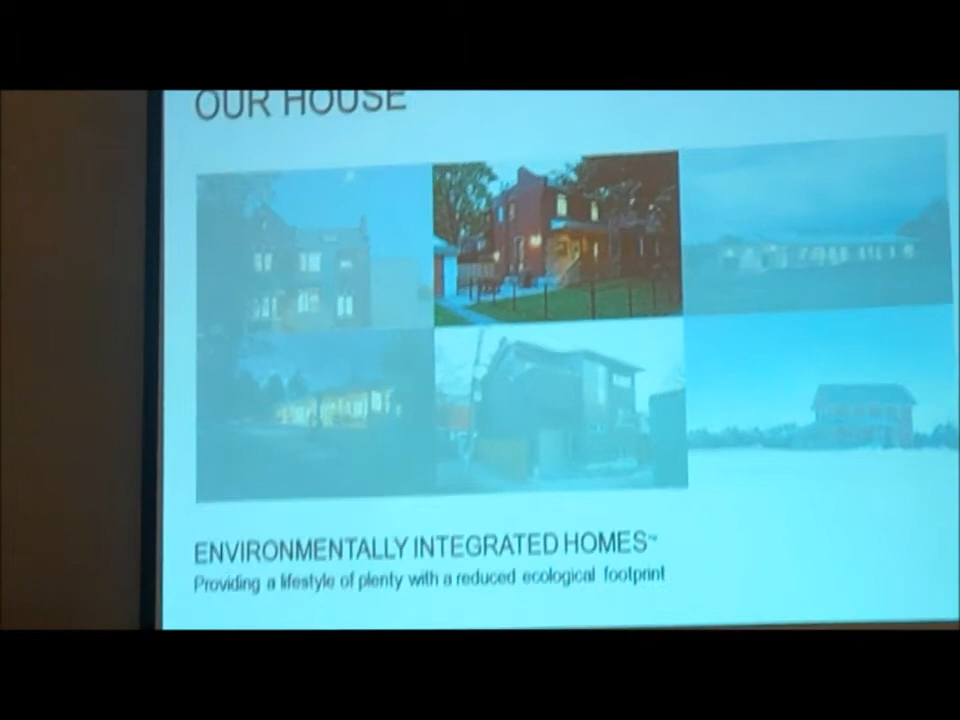 OUR HOUSE
ENVIRONMENTALLY INTEGRATED HOMES™
Providing a lifestyle of plenty with a reduced ecological footprint